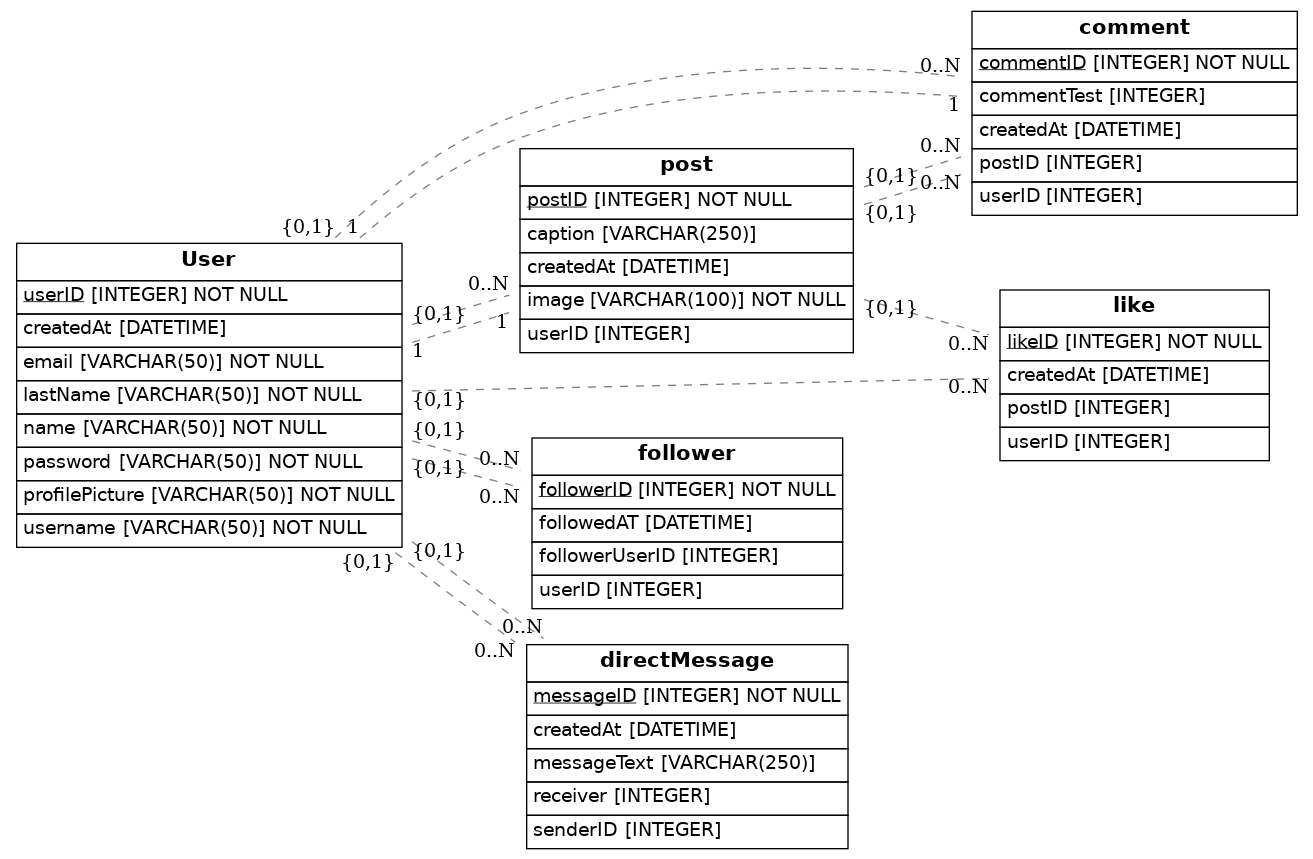 comment
commentID [INTEGER] NOT NULL
commentTest [INTEGER]
createdAt [DATETIME]
postID [INTEGER]
userID [INTEGER]
0..N
1
0..N
0..N
post
postID [INTEGER] NOT NULL
caption [VARCHAR(250)]
createdAt [DATETIME]
image [VARCHAR(100)] NOT NULL
userID [INTEGER]
{0,1}
{0,1}
{0,1}
0..N
1
{0,1}
1
User
userID [INTEGER] NOT NULL
createdAt [DATETIME]
email [VARCHAR(50)] NOT NULL
lastName [VARCHAR(50)] NOT NULL
name [VARCHAR(50)] NOT NULL
password [VARCHAR(50)] NOT NULL
profilePicture [VARCHAR(50)] NOT NULL
username [VARCHAR(50)] NOT NULL
{0,1}
1
{0,1}
{0,1}
{0,1}
{0,1}
{0,1}
like
likeID [INTEGER] NOT NULL
createdAt [DATETIME]
postID [INTEGER]
userID [INTEGER]
0..N
0..N
follower
followerID [INTEGER] NOT NULL
followedAT [DATETIME]
followerUserID [INTEGER]
userID [INTEGER]
0..N
0..N
0..N
0..N
directMessage
messageID [INTEGER] NOT NULL
createdAt [DATETIME]
messageText [VARCHAR(250)]
receiver [INTEGER]
senderID [INTEGER]